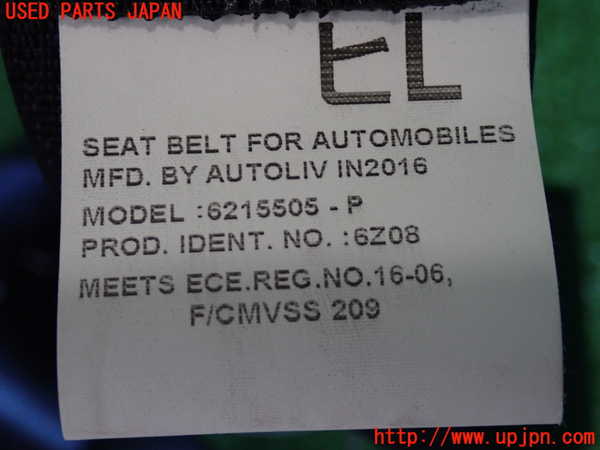 USED PARTS JAPAN
ヒL
SEAT BELT FOR AUTOMOBILES
MFD. BY AUTOLIV IN2016
MODEL :6215505 - P
PROD. IDENT. NO. :6Z08
MEETS ECE.REG.NO.16-06,
F/CMVSS 209
http://www.upjpn.com